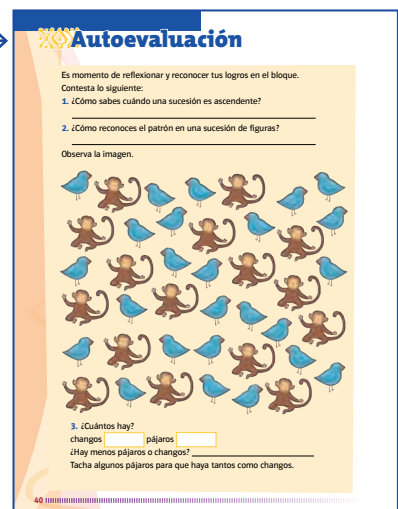 Autoevaluación
Es momento de reflexionar y reconocer tus logros en el bloque.
Contesta lo siguiente:
1. ¿Cómo sabes cuándo una sucesión es ascendente?
2. ¿Cómo reconoces el patrón en una sucesión de figuras?
Observa la imagen.
3. ¿Cuántos hay?
changos pájaros
¿Hay menos pájaros o changos?
Tacha algunos pájaros para que haya tantos como changos.
40